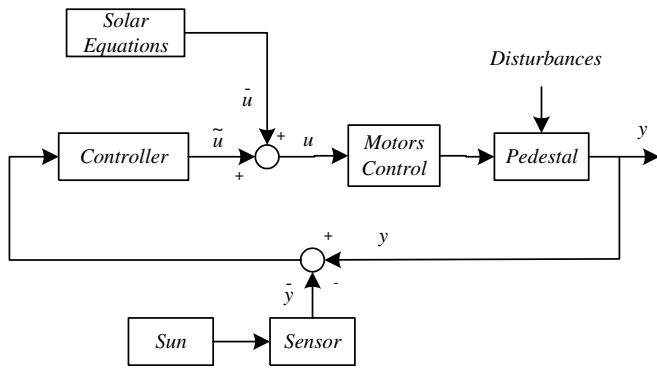 Solar
Equations
Disturbances
ū
+
ũ
u
+
Controller
Motors
Control
Pedestal
y
+
y
ȳ
-
Sun
Sensor